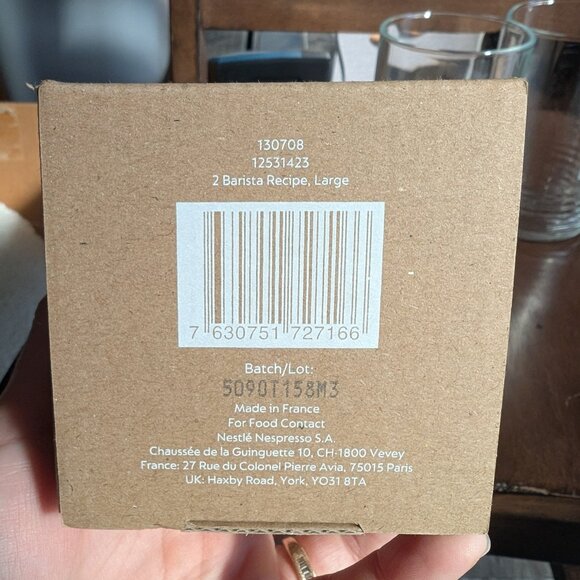 130708
12531423
2 Barista Recipe, Large
7 630751 727166
Batch/Lot:
5090T158M3
Made in France
For Food Contact
Nestlé Nespresso S.A.
Chaussée de la Guinguette 10, CH-1800 Vevey
France: 27 Rue du Colonel Pierre Avia, 75015 Paris
UK: Haxby Road, York, YO31 8TA